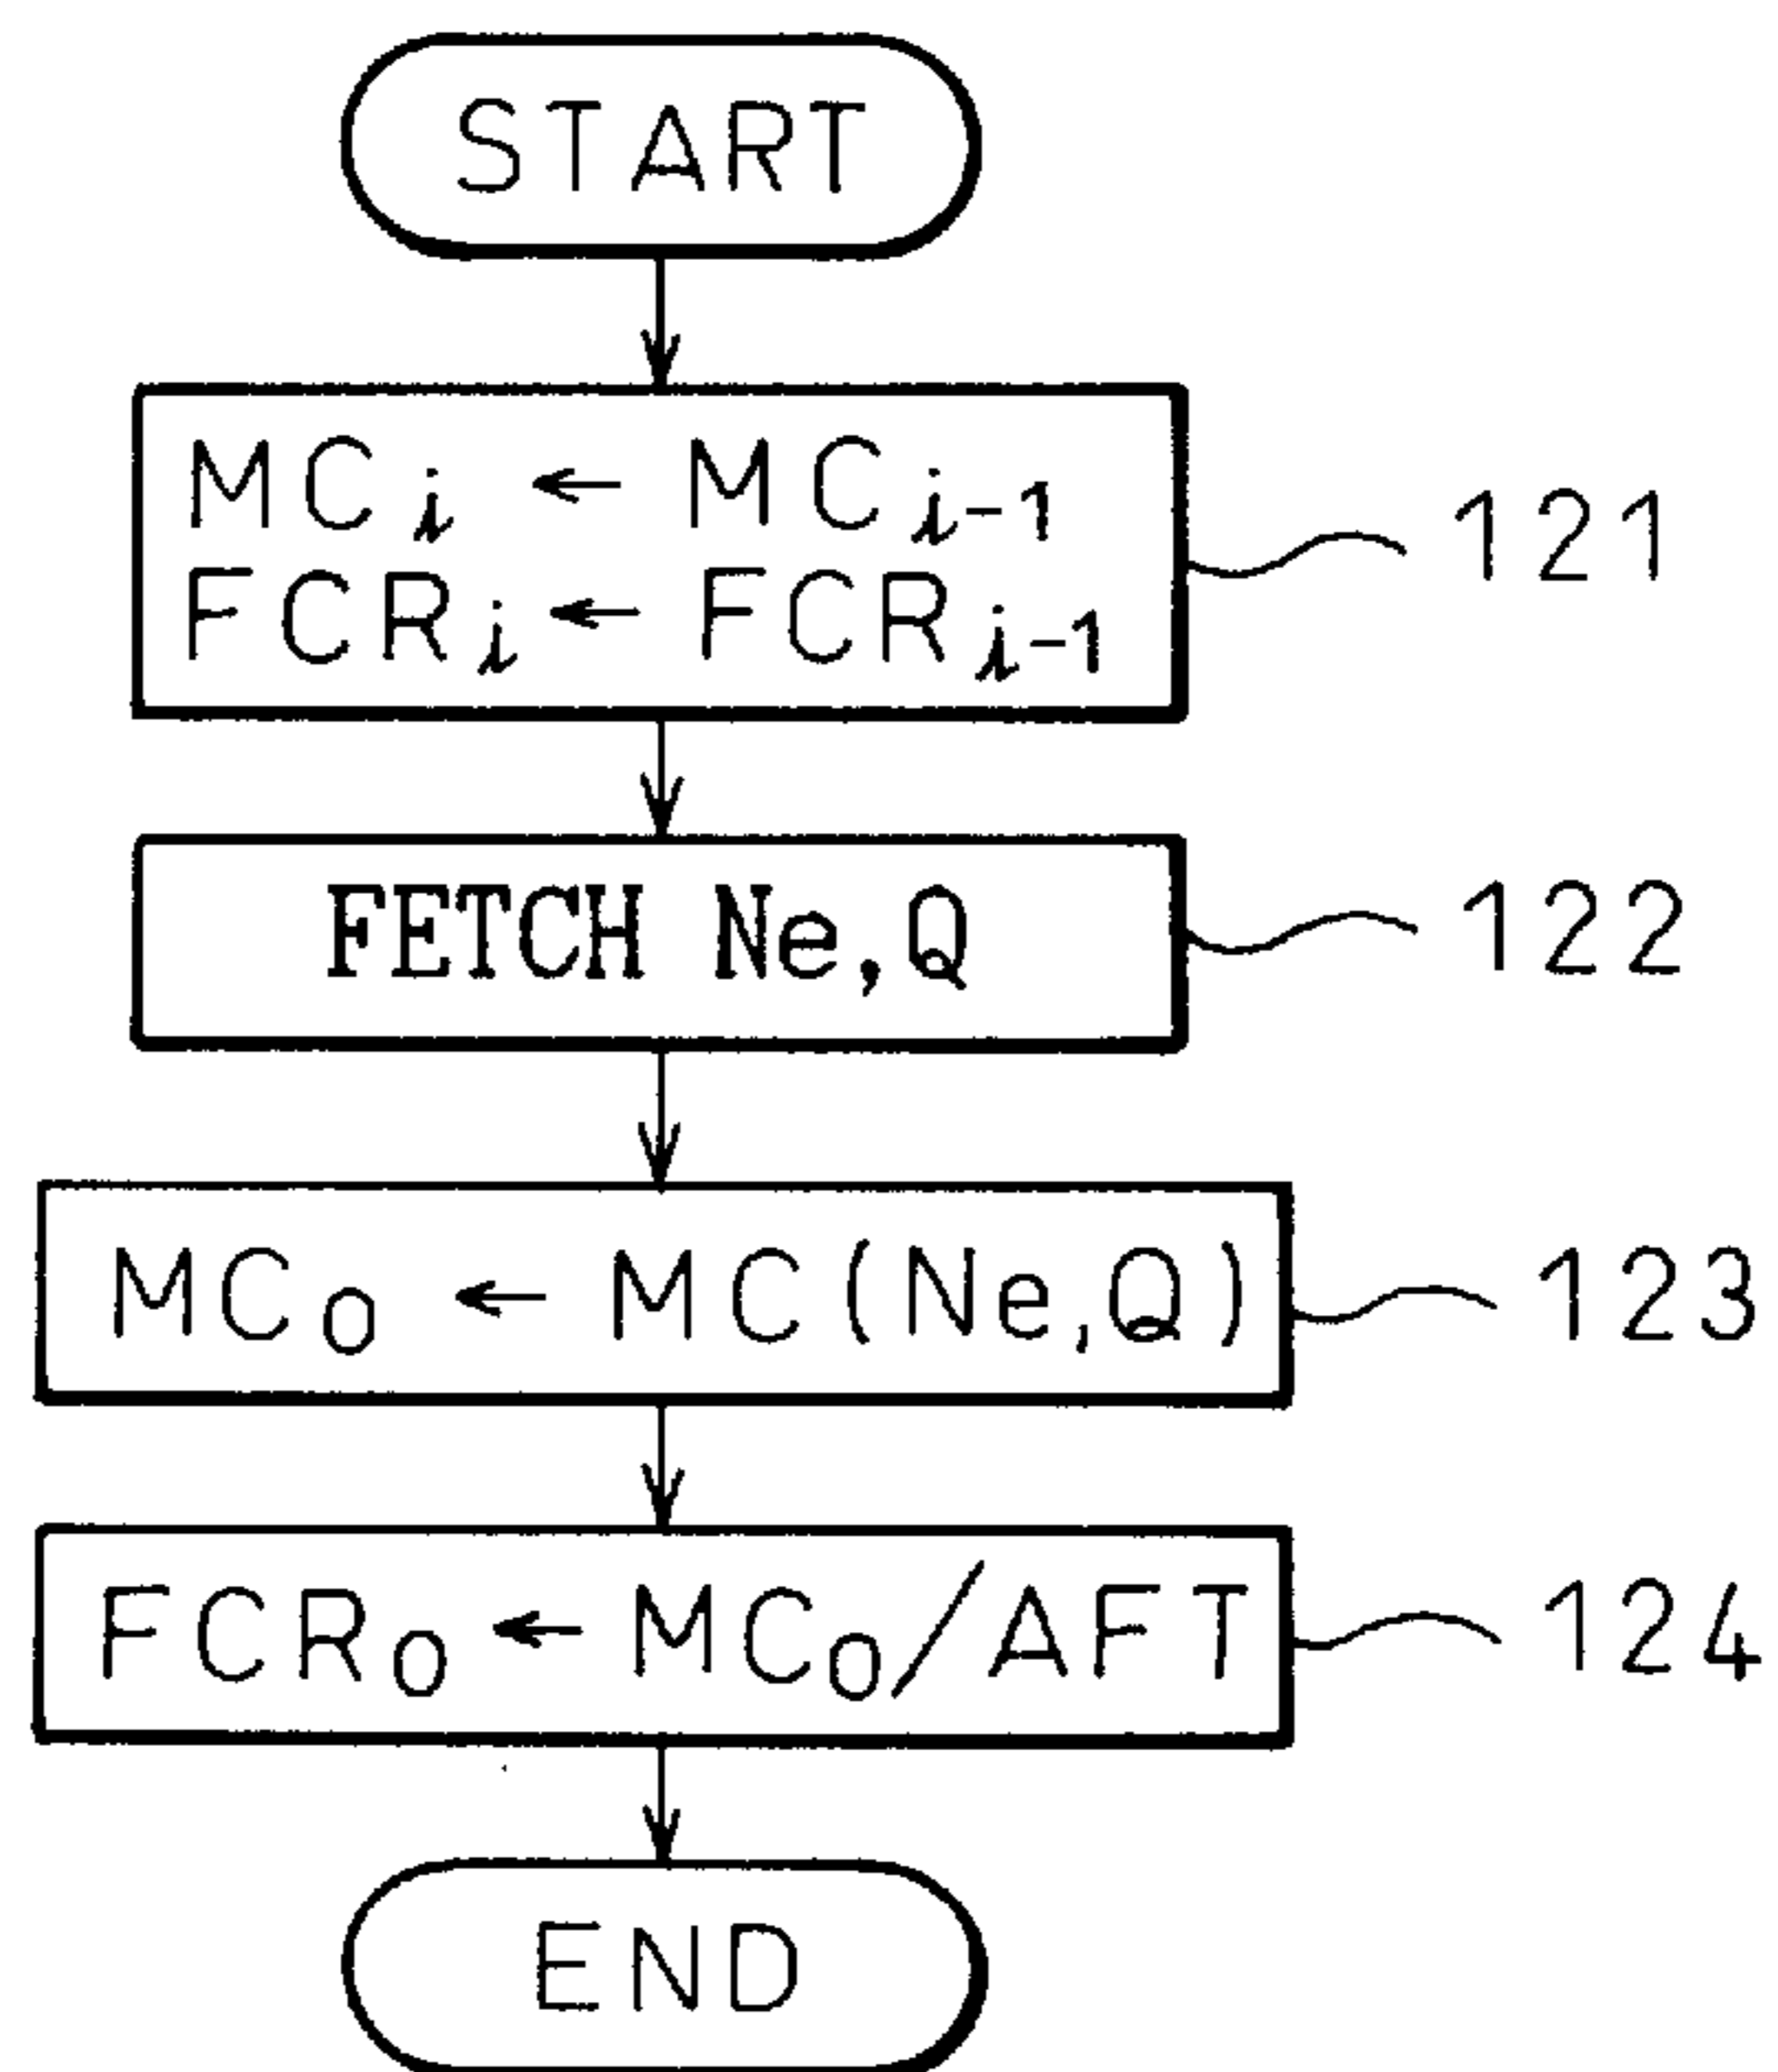 START
MCi ← MCi-1
FCRi ← FCRi-1
121
FETCH Ne,Q
122
MC0 ← MC(Ne,Q)
123
FCR0 ← MC0/AFT
124
END